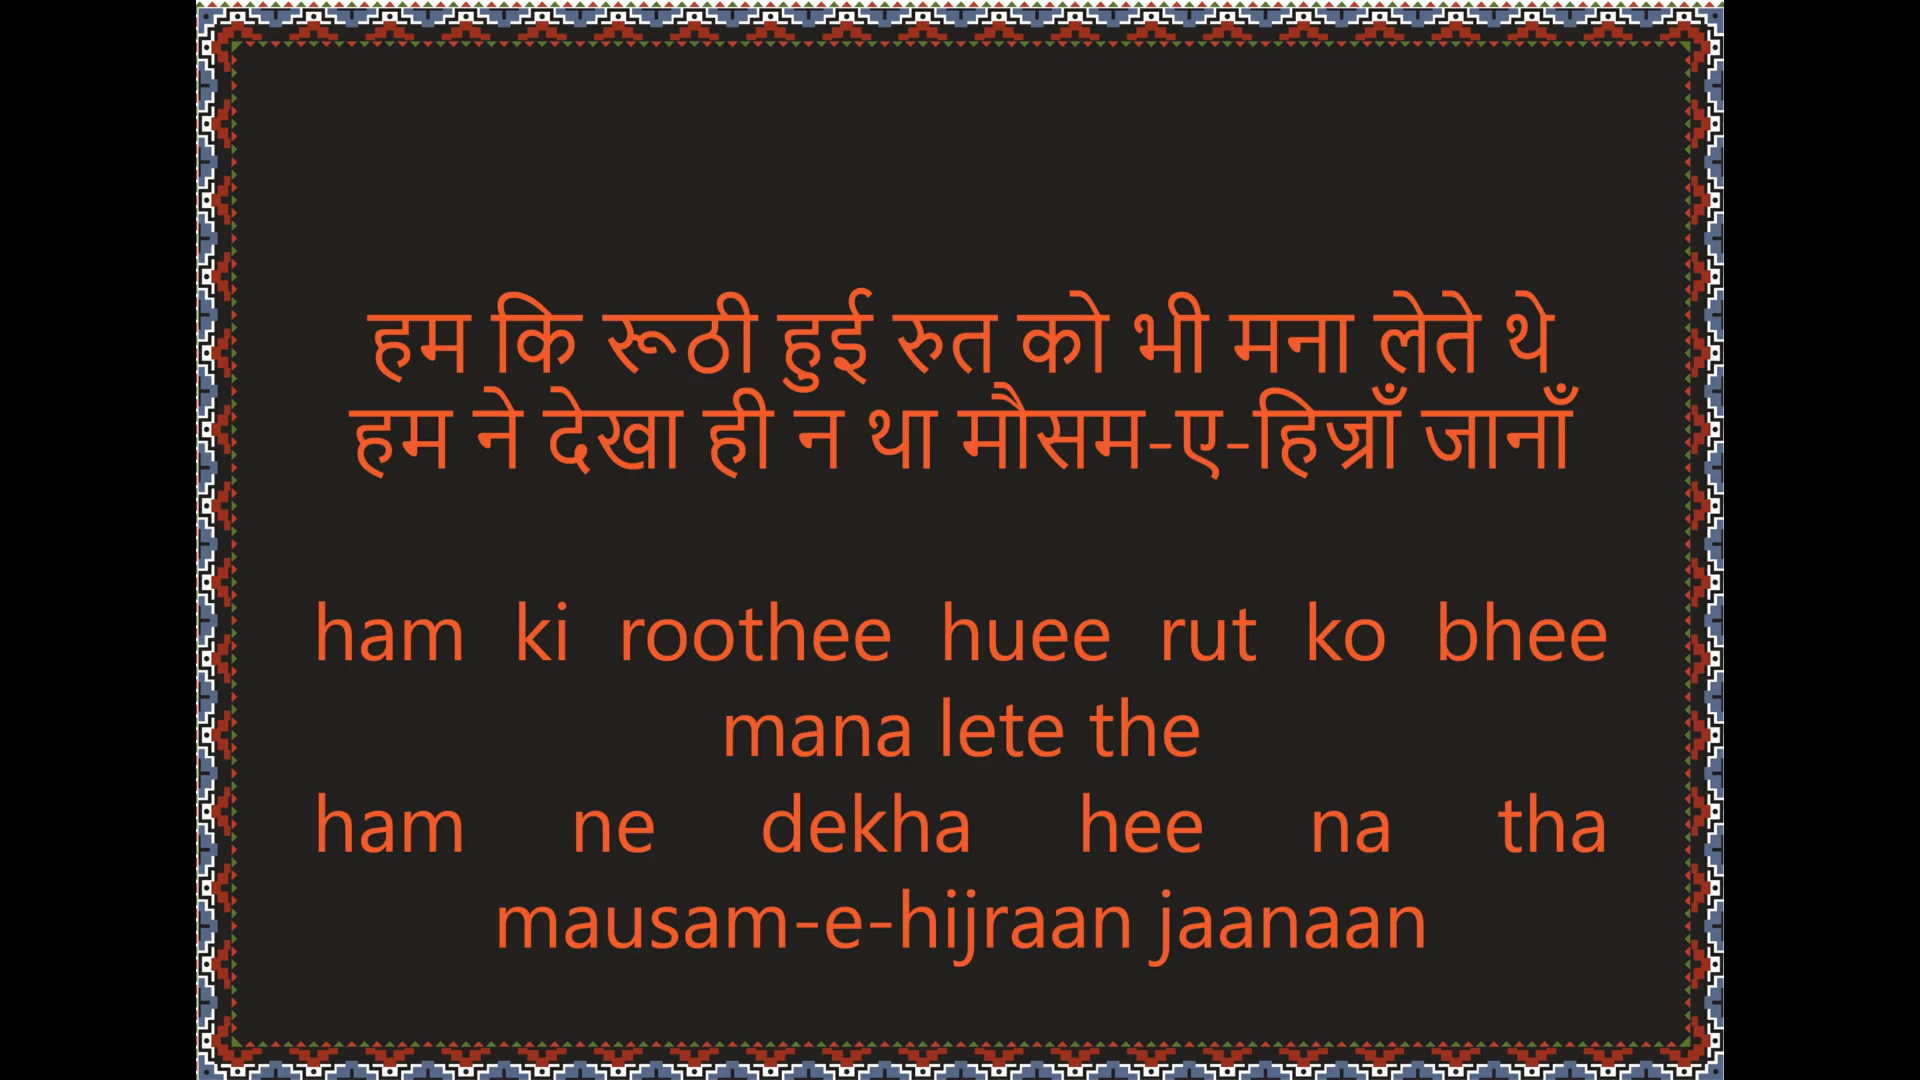 हम कि रूठी हुई रुत को भी मना लेते थे
हम ने देखा ही न था मौसम-ए-हिज्राँ जानाँ
ham ki roothee huee rut ko bhee
mana lete the
ham ne dekha hee na tha
mausam-e-hijraan jaanaan